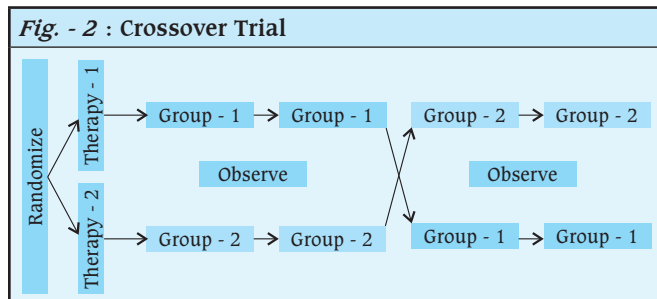 Fig. - 2 : Crossover Trial
Randomize
Therapy - 1
Group - 1
Group - 1
Group - 2
Group - 2
Observe
Observe
Therapy - 2
Group - 2
Group - 2
Group - 1
Group - 1